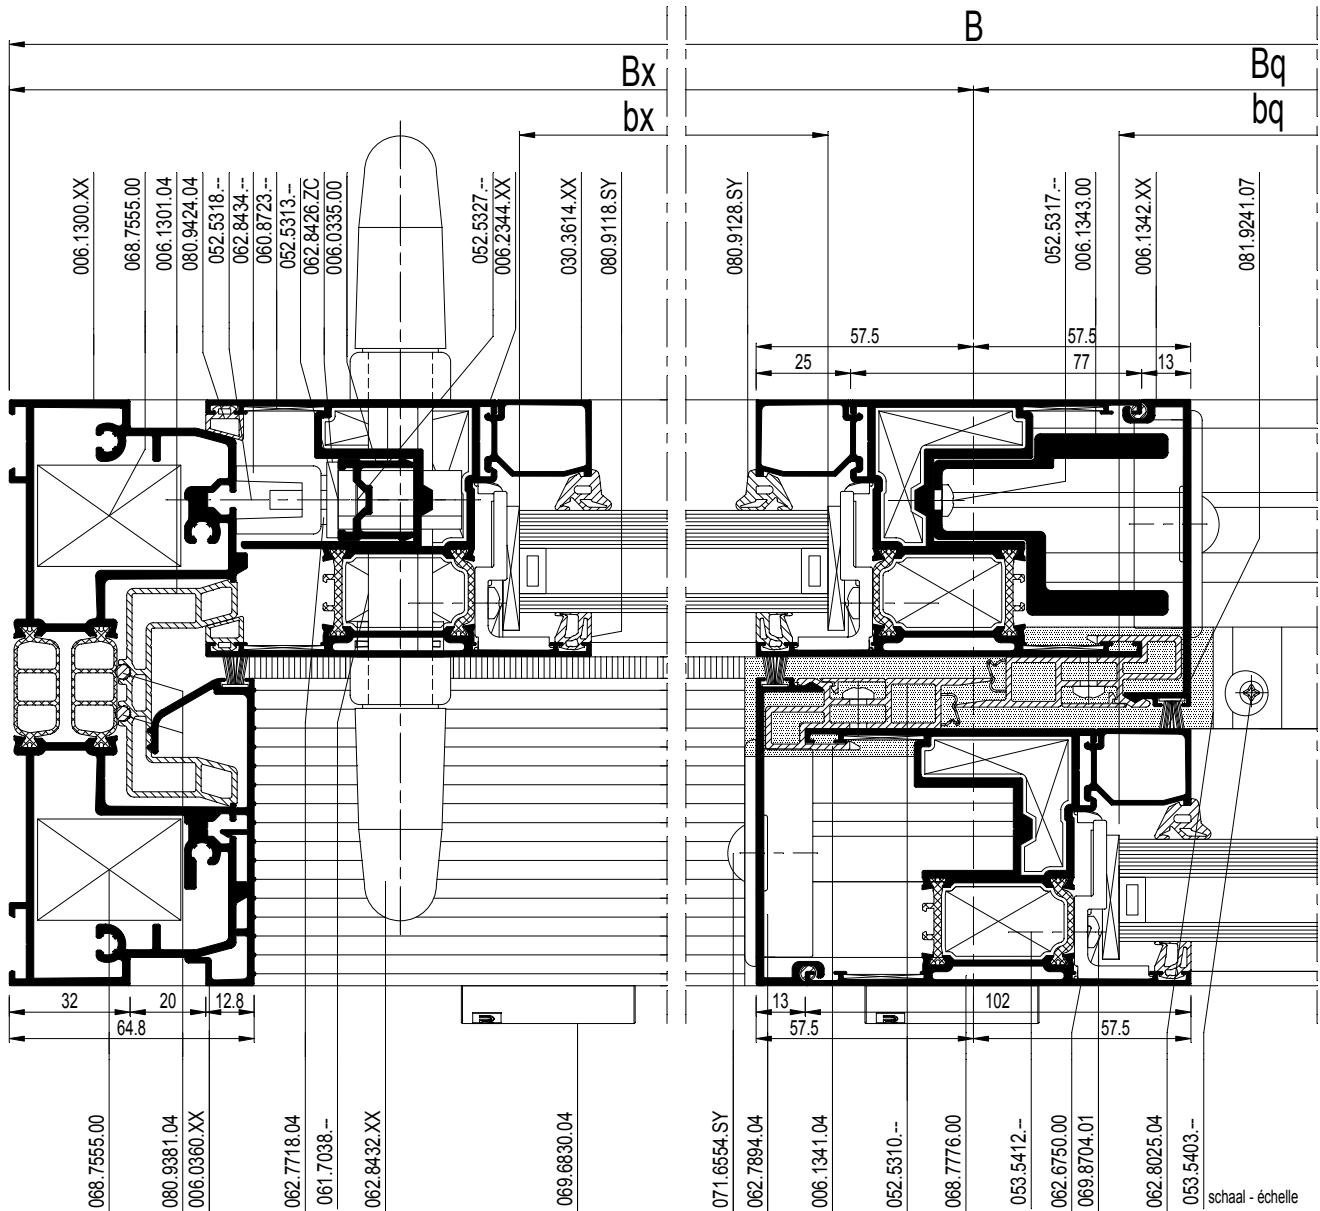 B
Bx
Bq
bx
bq
006.1300.XX
068.7555.00
006.1301.04
080.9424.04
052.5318.--
062.8434.--
060.8723.--
052.5313.--
062.8426.ZC
006.0335.00
052.5327.--
006.2344.XX
030.3614.XX
080.9118.SY
080.9128.SY
052.5317.--
006.1343.00
006.1342.XX
081.9241.07
57.5
57.5
25
77
13
32
20
12.8
64.8
13
102
57.5
57.5
068.7555.00
080.9381.04
006.0360.XX
062.7718.04
061.7038.--
062.8432.XX
069.6830.04
071.6554.SY
062.7894.04
006.1341.04
052.5310.--
068.7776.00
053.5412.--
062.6750.00
069.8704.01
062.8025.04
053.5403.--
schaal - échelle